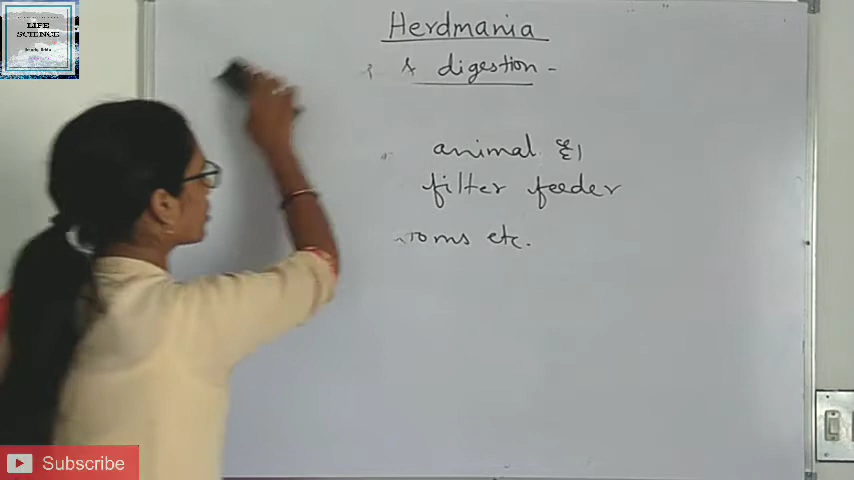 LIFE
SCIENCE
Herdmania
& digestion -
animal है।
filter feeder
etc.
Subscribe